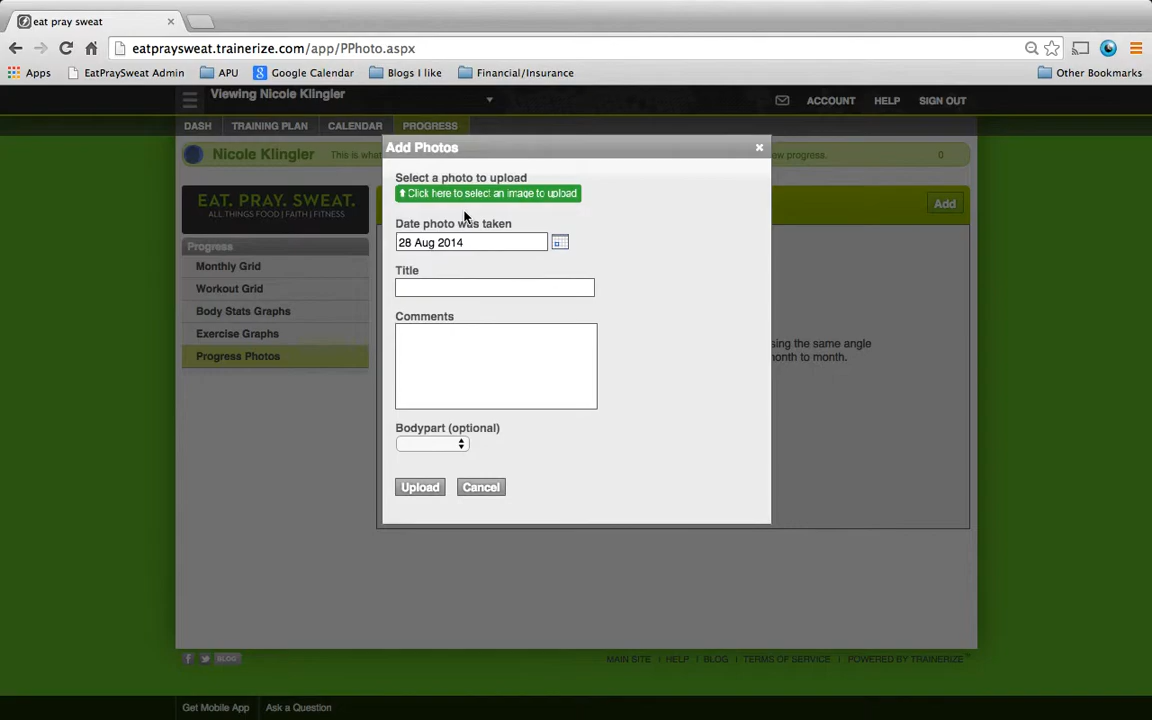 eat pray sweat
eatpraysweat.trainerize.com/app/PPhoto.aspx
Apps EatPraySweat Admin APU Google Calendar Blogs I like Financial/Insurance Other Bookmarks
Viewing Nicole Klingler
ACCOUNT HELP SIGN OUT
DASH TRAINING PLAN CALENDAR PROGRESS
Nicole Klingler This is what new progress. 0
EAT. PRAY. SWEAT.
ALL THINGS FOOD | FAITH | FITNESS
Add
Progress
Monthly Grid
Workout Grid
Body Stats Graphs
Exercise Graphs
Progress Photos
Add Photos
Select a photo to upload
Click here to select an image to upload
Date photo was taken
28 Aug 2014
Title
Comments
Bodypart (optional)
Upload Cancel
sing the same angle
onth to month.
BLOG
MAIN SITE | HELP | BLOG | TERMS OF SERVICE | POWERED BY TRAINERIZE
Get Mobile App Ask a Question